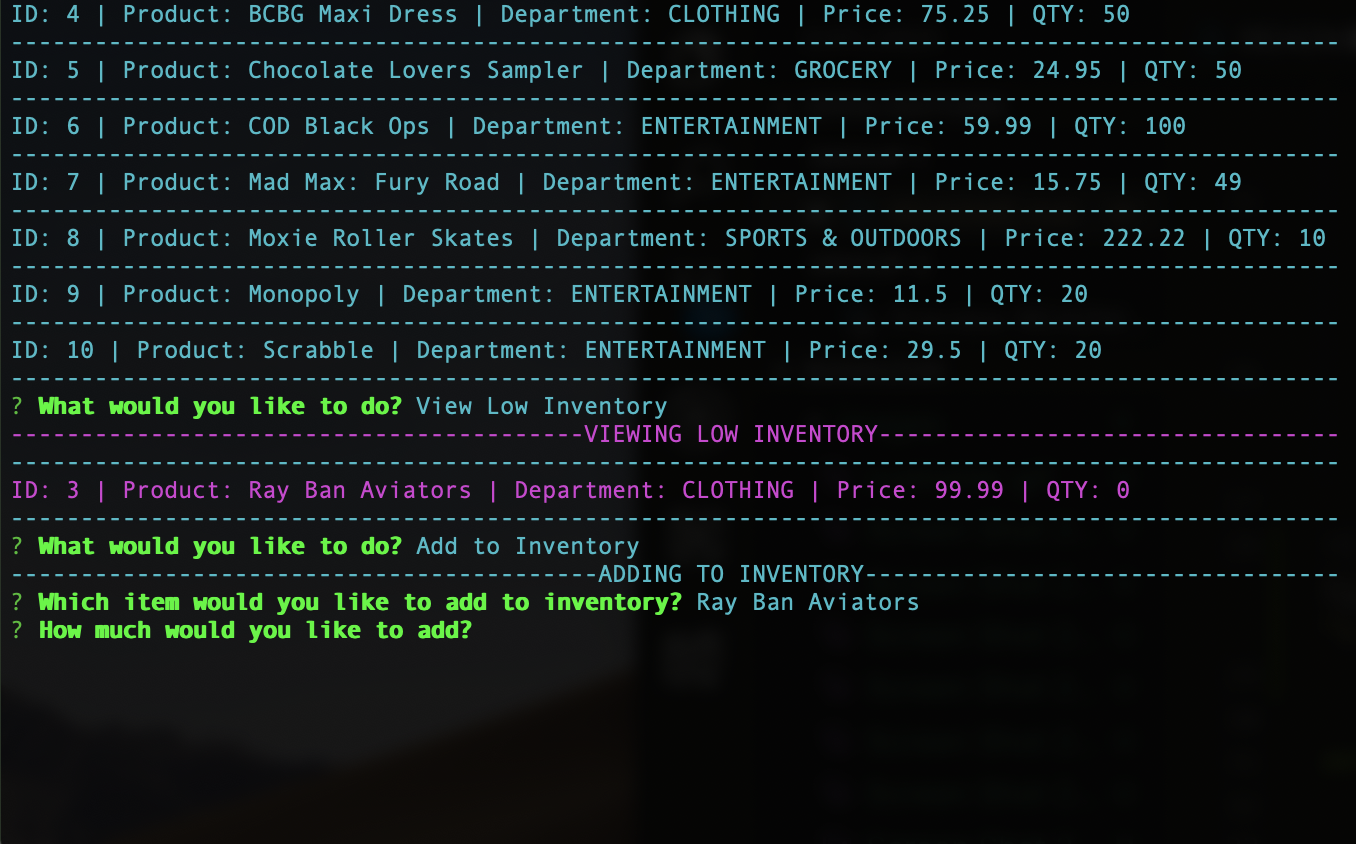 ID: 4 | Product: BCBG Maxi Dress | Department: CLOTHING | Price: 75.25 | QTY: 50
-----------------------------------------------------------------------------------------------
ID: 5 | Product: Chocolate Lovers Sampler | Department: GROCERY | Price: 24.95 | QTY: 50
-----------------------------------------------------------------------------------------------
ID: 6 | Product: COD Black Ops | Department: ENTERTAINMENT | Price: 59.99 | QTY: 100
-----------------------------------------------------------------------------------------------
ID: 7 | Product: Mad Max: Fury Road | Department: ENTERTAINMENT | Price: 15.75 | QTY: 49
-----------------------------------------------------------------------------------------------
ID: 8 | Product: Moxie Roller Skates | Department: SPORTS & OUTDOORS | Price: 222.22 | QTY: 10
-----------------------------------------------------------------------------------------------
ID: 9 | Product: Monopoly | Department: ENTERTAINMENT | Price: 11.5 | QTY: 20
-----------------------------------------------------------------------------------------------
ID: 10 | Product: Scrabble | Department: ENTERTAINMENT | Price: 29.5 | QTY: 20
-----------------------------------------------------------------------------------------------
? What would you like to do? View Low Inventory
-----------------------------------------VIEWING LOW INVENTORY---------------------------------
-----------------------------------------------------------------------------------------------
ID: 3 | Product: Ray Ban Aviators | Department: CLOTHING | Price: 99.99 | QTY: 0
-----------------------------------------------------------------------------------------------
? What would you like to do? Add to Inventory
------------------------------------------ADDING TO INVENTORY----------------------------------
? Which item would you like to add to inventory? Ray Ban Aviators
? How much would you like to add?